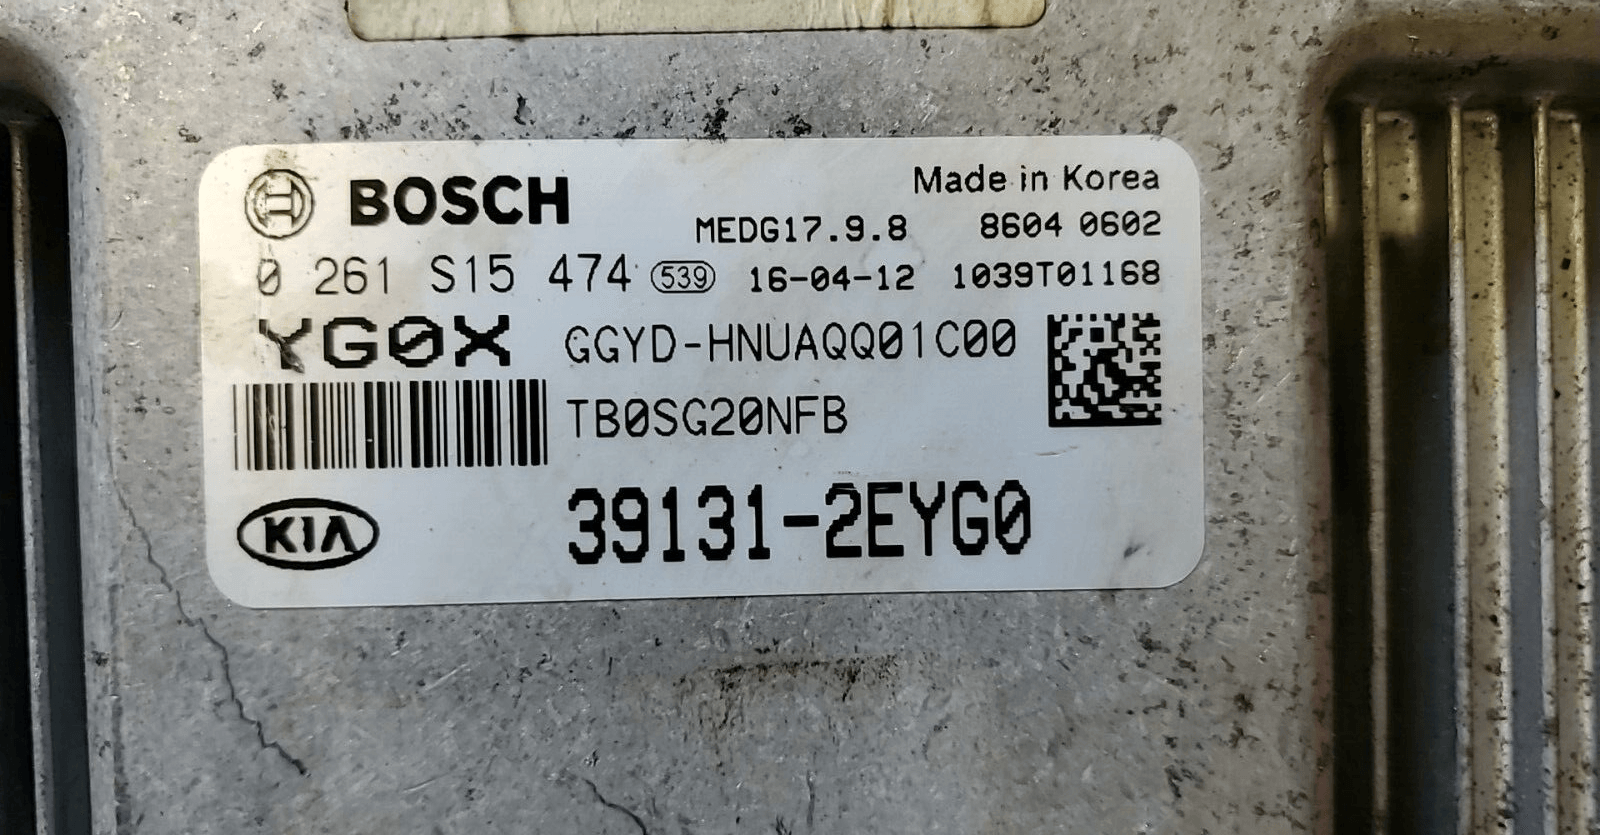 BOSCH
Made in Korea
MEDG17.9.8 8604 0602
0 261 S15 474 539 16-04-12 1039T01168
YG0X GGYD-HNUAQQ01C00
TB0SG20NFB
KIA 39131-2EYG0